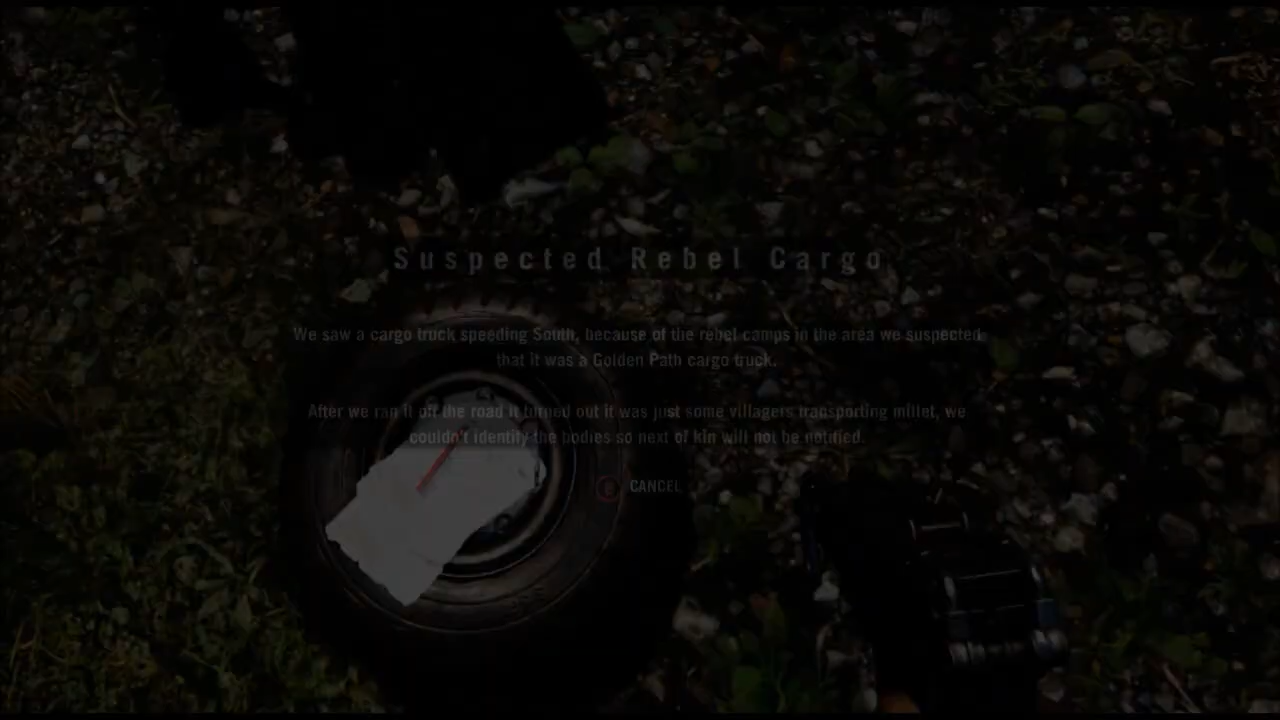 Suspected Rebel Cargo
We saw a cargo truck speeding South, because of the rebel camps in the area we suspected
that it was a Golden Path cargo truck.
After we ran it off the road it turned out it was just some villagers transporting millet, we
couldn't identify the bodies so next of kin will not be notified.
B CANCEL